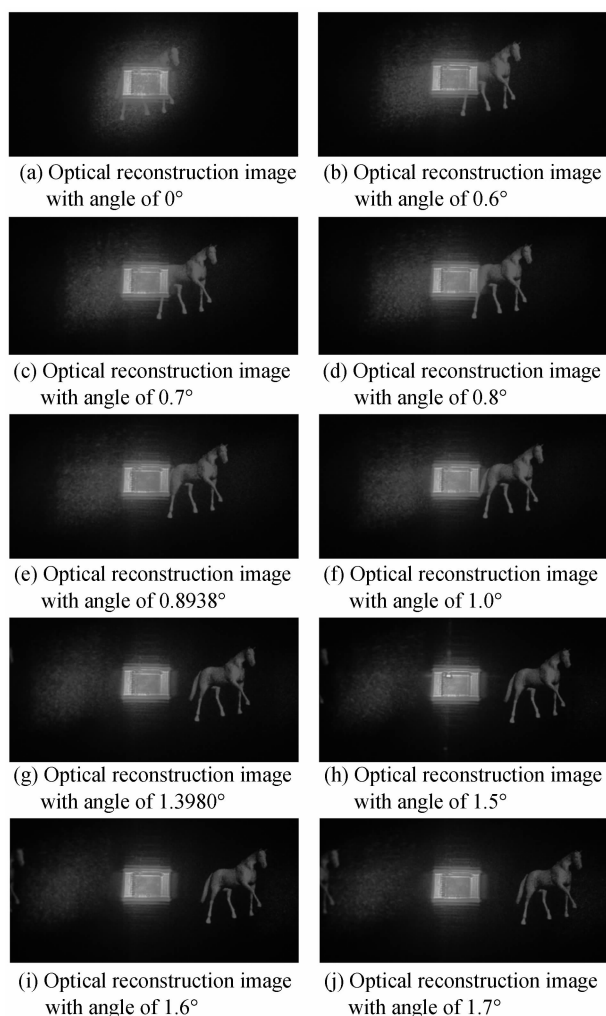 (a) Optical reconstruction image
with angle of 0°
(b) Optical reconstruction image
with angle of 0.6°
(c) Optical reconstruction image
with angle of 0.7°
(d) Optical reconstruction image
with angle of 0.8°
(e) Optical reconstruction image
with angle of 0.8938°
(f) Optical reconstruction image
with angle of 1.0°
(g) Optical reconstruction image
with angle of 1.3980°
(h) Optical reconstruction image
with angle of 1.5°
(i) Optical reconstruction image
with angle of 1.6°
(j) Optical reconstruction image
with angle of 1.7°